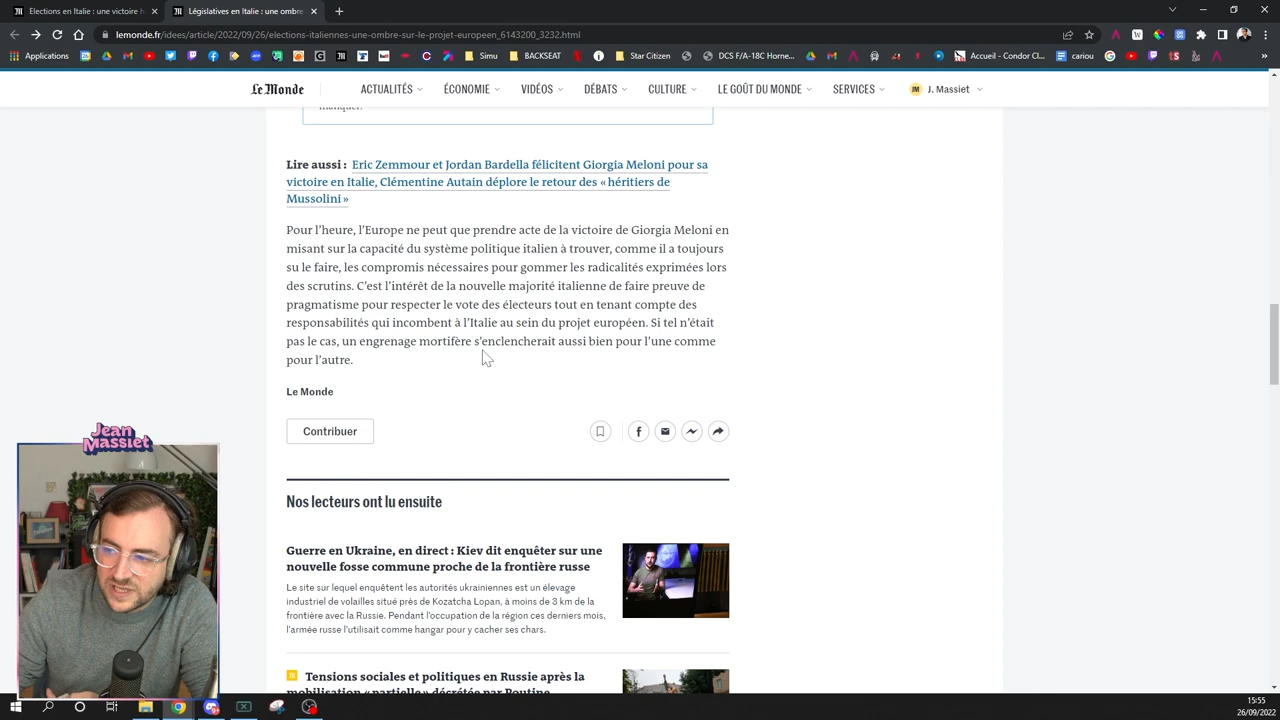 Elections en Italie : une victoire
Législatives en Italie : une ombre
lemonde.fr/idees/article/2022/09/26/elections-italiennes-une-ombre-sur-le-projet-europeen_6143200_3232.html
Applications
Simu
BACKSEAT
Star Citizen
DCS F/A-18C Horne...
Accueil - Condor Cl...
cariou
Le Monde
ACTUALITÉS
ÉCONOMIE
VIDÉOS
DÉBATS
CULTURE
LE GOÛT DU MONDE
SERVICES
JM J. Massiet
manquer.
Lire aussi : Eric Zemmour et Jordan Bardella félicitent Giorgia Meloni pour sa
victoire en Italie, Clémentine Autain déplore le retour des « héritiers de
Mussolini »
Pour l'heure, l'Europe ne peut que prendre acte de la victoire de Giorgia Meloni en
misant sur la capacité du système politique italien à trouver, comme il a toujours
su le faire, les compromis nécessaires pour gommer les radicalités exprimées lors
des scrutins. C'est l'intérêt de la nouvelle majorité italienne de faire preuve de
pragmatisme pour respecter le vote des électeurs tout en tenant compte des
responsabilités qui incombent à l'Italie au sein du projet européen. Si tel n'était
pas le cas, un engrenage mortifère s'enclencherait aussi bien pour l'une comme
pour l'autre.
Le Monde
Contribuer
Jean
Massiet
Nos lecteurs ont lu ensuite
Guerre en Ukraine, en direct : Kiev dit enquêter sur une
nouvelle fosse commune proche de la frontière russe
Le site sur lequel enquêtent les autorités ukrainiennes est un élevage
industriel de volailles situé près de Kozatcha Lopan, à moins de 3 km de la
frontière avec la Russie. Pendant l'occupation de la région ces derniers mois,
l'armée russe l'utilisait comme hangar pour y cacher ses chars.
Tensions sociales et politiques en Russie après la
mobilisation « partielle » décrétée par Poutine
15:55
26/09/2022